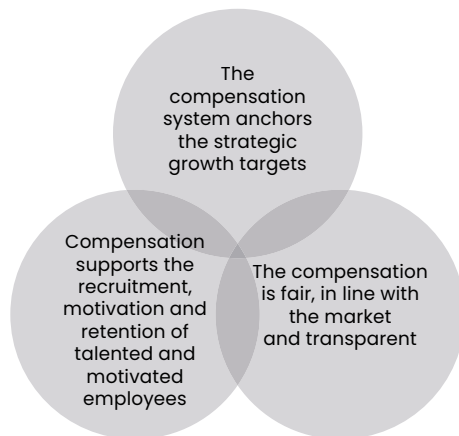 The
compensation
system anchors
the strategic
growth targets
Compensation
supports the
recruitment,
motivation and
retention of
talented and
motivated
employees
The compensation
is fair, in line with
the market
and transparent